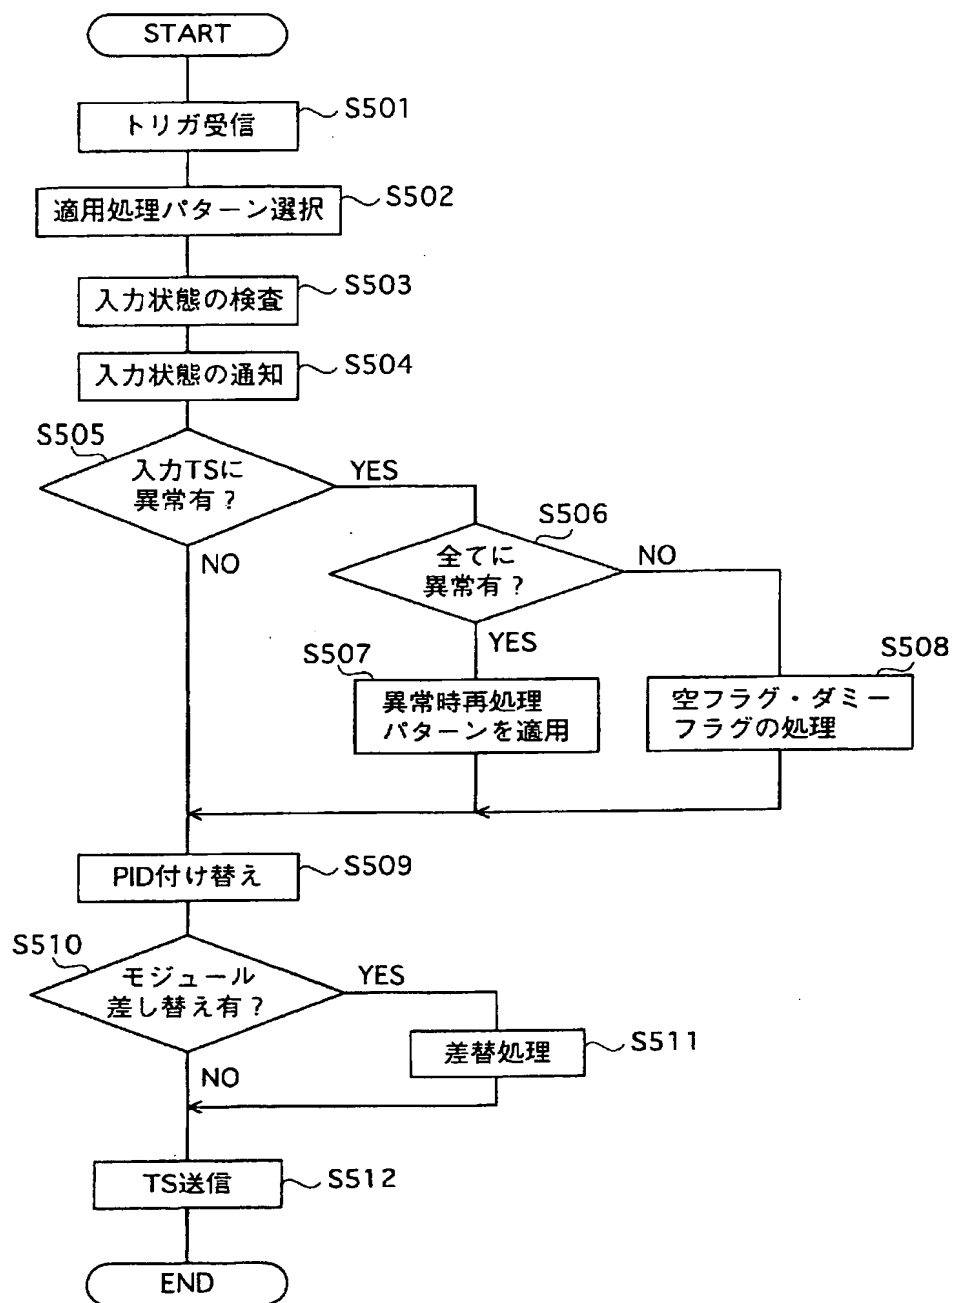 START
トリガ受信
S501
適用処理パターン選択
S502
入力状態の検査
S503
入力状態の通知
S504
S505
入力TSに
異常有？
YES
NO
S506
全てに
異常有？
NO
YES
S507
異常時再処理
パターンを適用
S508
空フラグ・ダミー
フラグの処理
PID付け替え
S509
S510
モジュール
差し替え有？
YES
NO
差替処理
S511
TS送信
S512
END